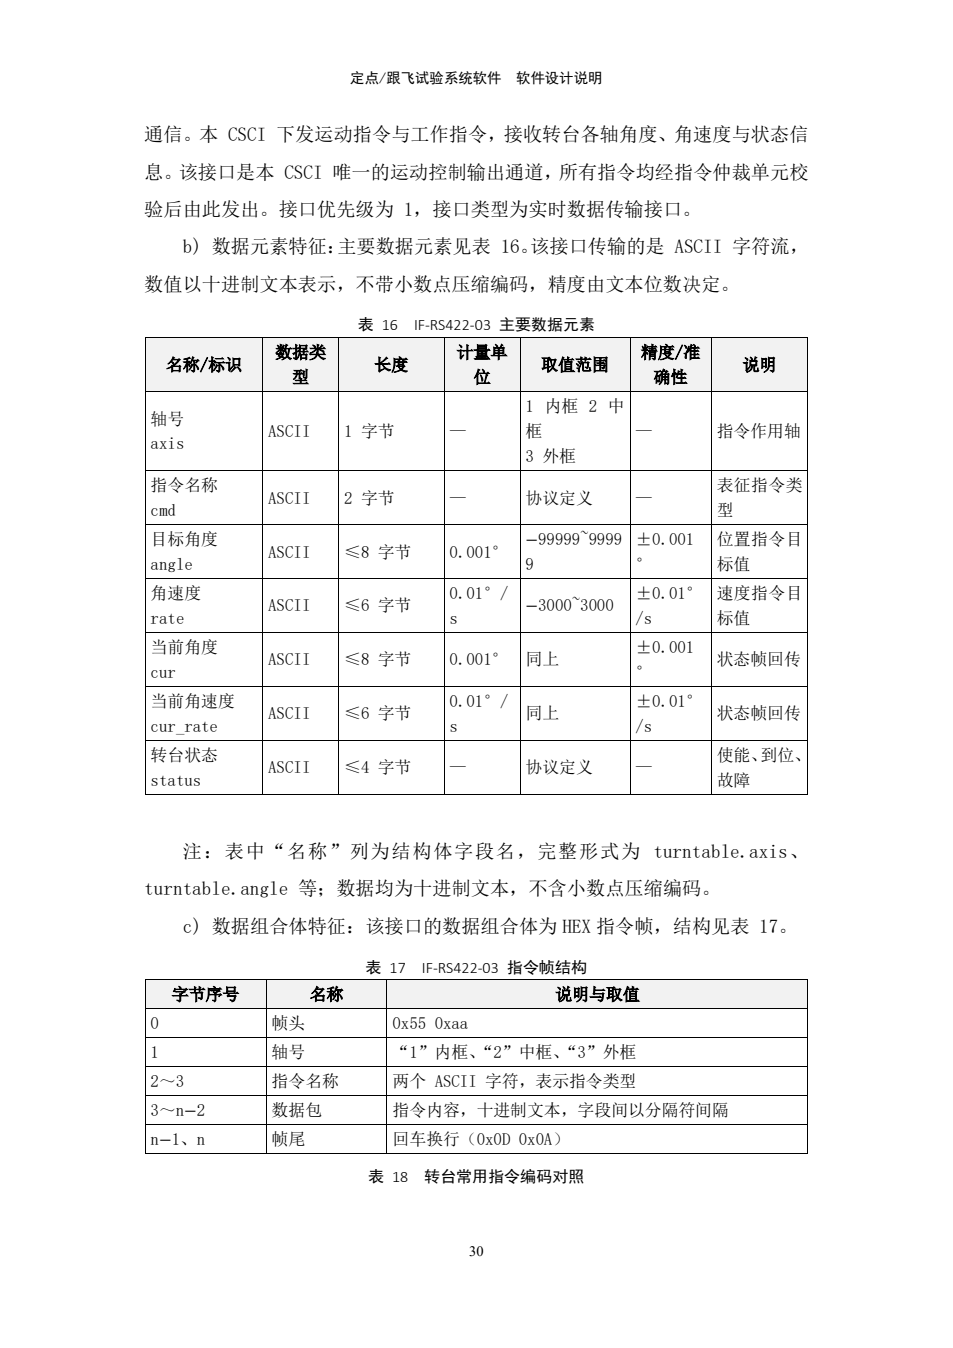 定点/跟飞试验系统软件 软件设计说明
通信。本 CSCI 下发运动指令与工作指令，接收转台各轴角度、角速度与状态信
息。该接口是本 CSCI 唯一的运动控制输出通道，所有指令均经指令仲裁单元校
验后由此发出。接口优先级为 1，接口类型为实时数据传输接口。
b) 数据元素特征：主要数据元素见表 16。该接口传输的是 ASCII 字符流，
数值以十进制文本表示，不带小数点压缩编码，精度由文本位数决定。
表 16 IF-RS422-03 主要数据元素
名称/标识 数据类型 长度 计量单位 取值范围 精度/准确性 说明
轴号 axis ASCII 1 字节 — 1 内框 2 中框 3 外框 — 指令作用轴
指令名称 cmd ASCII 2 字节 — 协议定义 — 表征指令类型
目标角度 angle ASCII ≤8 字节 0.001° −99999~99999 ±0.001° 位置指令目标值
角速度 rate ASCII ≤6 字节 0.01°/s −3000~3000 ±0.01°/s 速度指令目标值
当前角度 cur ASCII ≤8 字节 0.001° 同上 ±0.001° 状态帧回传
当前角速度 cur_rate ASCII ≤6 字节 0.01°/s 同上 ±0.01°/s 状态帧回传
转台状态 status ASCII ≤4 字节 — 协议定义 — 使能、到位、故障
注：表中“名称”列为结构体字段名，完整形式为 turntable.axis、
turntable.angle 等；数据均为十进制文本，不含小数点压缩编码。
c) 数据组合体特征：该接口的数据组合体为 HEX 指令帧，结构见表 17。
表 17 IF-RS422-03 指令帧结构
字节序号 名称 说明与取值
0 帧头 0x55 0xaa
1 轴号 “1”内框、“2”中框、“3”外框
2～3 指令名称 两个 ASCII 字符，表示指令类型
3～n−2 数据包 指令内容，十进制文本，字段间以分隔符间隔
n−1、n 帧尾 回车换行（0x0D 0x0A）
表 18 转台常用指令编码对照
30